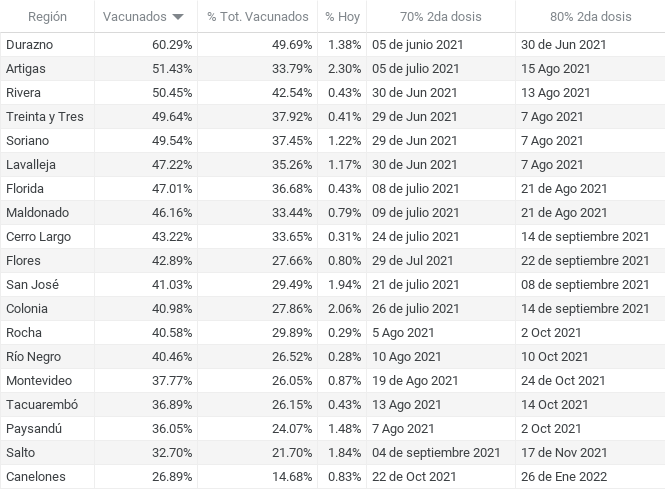 Región Vacunados % Tot. Vacunados % Hoy 70% 2da dosis 80% 2da dosis
Durazno 60.29% 49.69% 1.38% 05 de junio 2021 30 de Jun 2021
Artigas 51.43% 33.79% 2.30% 05 de julio 2021 15 Ago 2021
Rivera 50.45% 42.54% 0.43% 30 de Jun 2021 13 Ago 2021
Treinta y Tres 49.64% 37.92% 0.41% 29 de Jun 2021 7 Ago 2021
Soriano 49.54% 37.45% 1.22% 29 de Jun 2021 7 Ago 2021
Lavalleja 47.22% 35.26% 1.17% 30 de Jun 2021 7 Ago 2021
Florida 47.01% 36.68% 0.43% 08 de julio 2021 21 de Ago 2021
Maldonado 46.16% 33.44% 0.79% 09 de julio 2021 21 de Ago 2021
Cerro Largo 43.22% 33.65% 0.31% 24 de julio 2021 14 de septiembre 2021
Flores 42.89% 27.66% 0.80% 29 de Jul 2021 22 de septiembre 2021
San José 41.03% 29.49% 1.94% 21 de julio 2021 08 de septiembre 2021
Colonia 40.98% 27.86% 2.06% 26 de julio 2021 14 de septiembre 2021
Rocha 40.58% 29.89% 0.29% 5 Ago 2021 2 Oct 2021
Río Negro 40.46% 26.52% 0.28% 10 Ago 2021 10 Oct 2021
Montevideo 37.77% 26.05% 0.87% 19 de Ago 2021 24 de Oct 2021
Tacuarembó 36.89% 26.15% 0.43% 13 Ago 2021 14 Oct 2021
Paysandú 36.05% 24.07% 1.48% 7 Ago 2021 2 Oct 2021
Salto 32.70% 21.70% 1.84% 04 de septiembre 2021 17 de Nov 2021
Canelones 26.89% 14.68% 0.83% 22 de Oct 2021 26 de Ene 2022